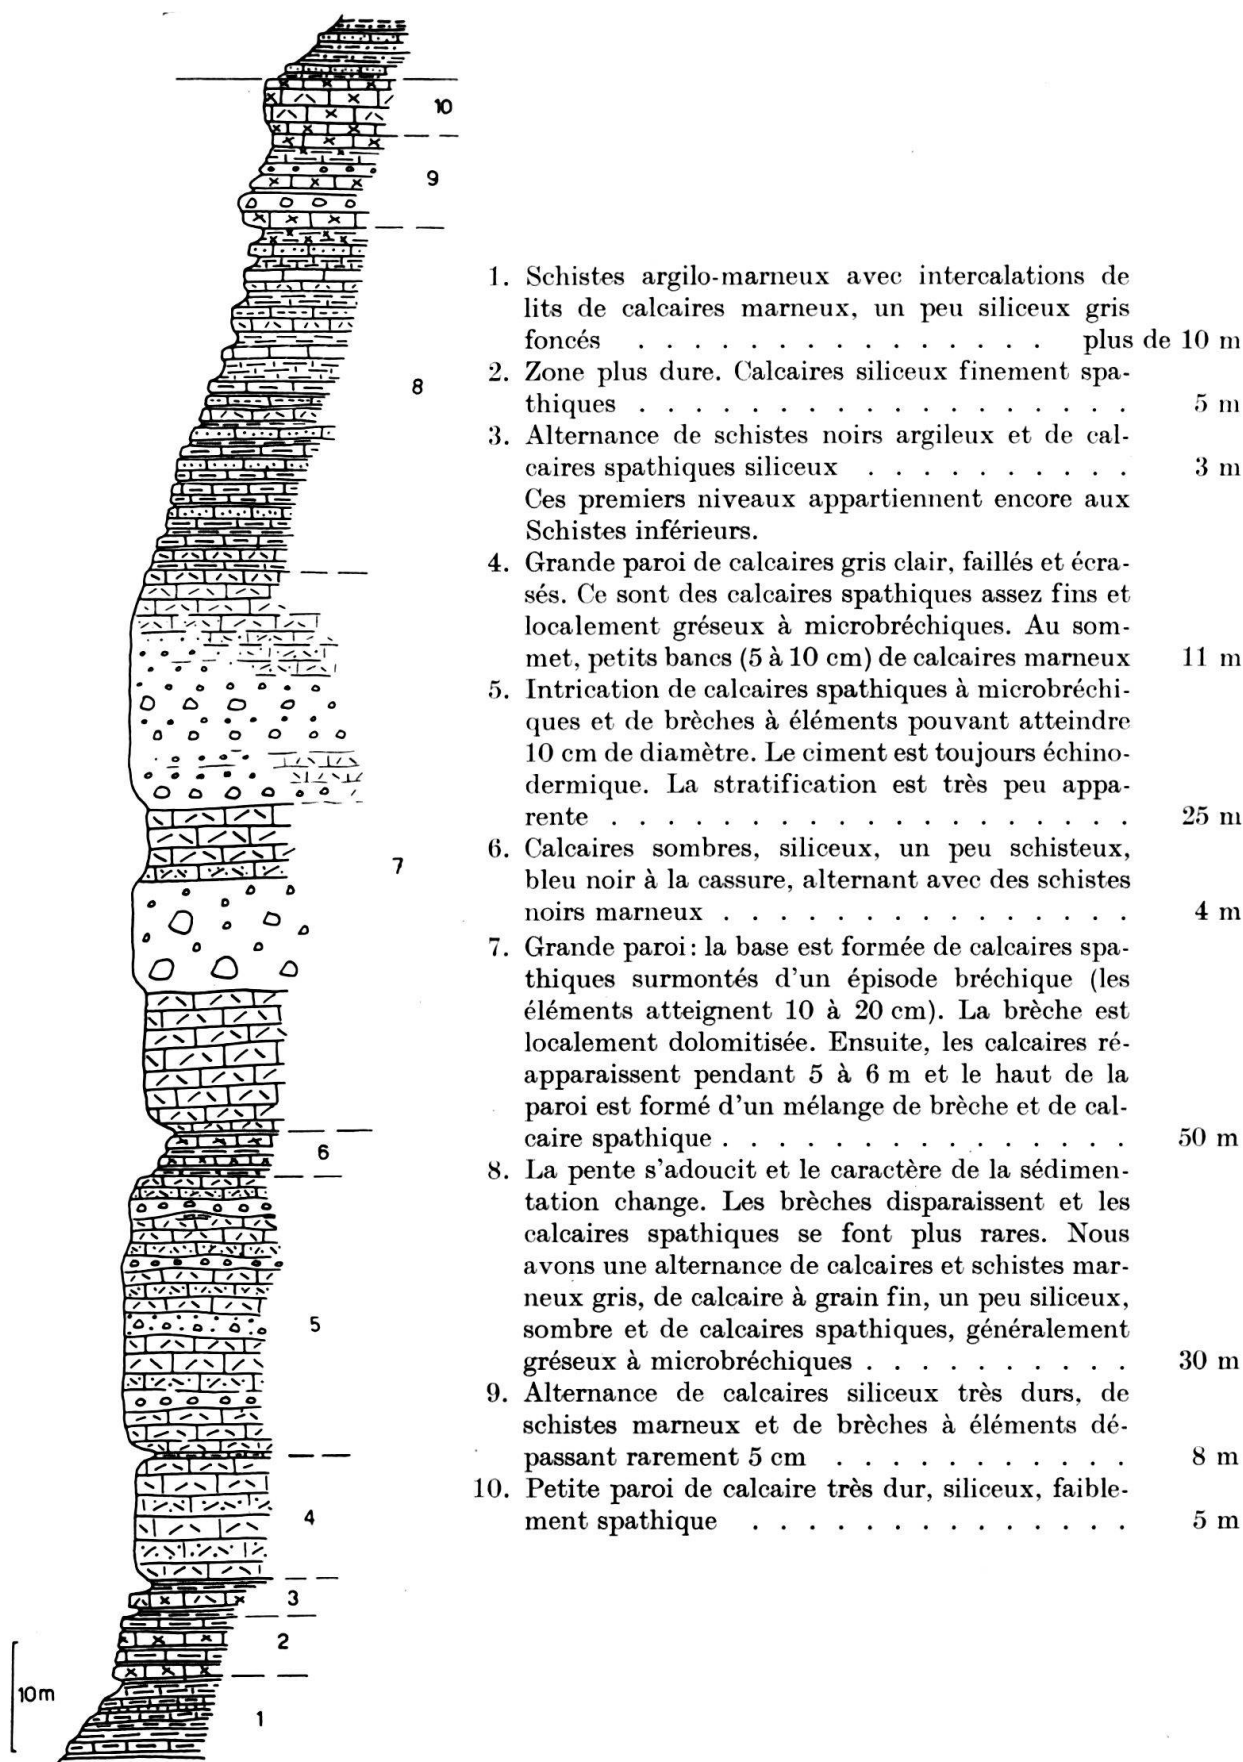 10
9
8
7
6
5
4
3
2
1
10m
1. Schistes argilo-marneux avec intercalations de
lits de calcaires marneux, un peu siliceux gris
foncés . . . . . . . . . . . . . . . plus de 10 m
2. Zone plus dure. Calcaires siliceux finement spa-
thiques . . . . . . . . . . . . . . . . . . 5 m
3. Alternance de schistes noirs argileux et de cal-
caires spathiques siliceux . . . . . . . . . . 3 m
Ces premiers niveaux appartiennent encore aux
Schistes inférieurs.
4. Grande paroi de calcaires gris clair, faillés et écra-
sés. Ce sont des calcaires spathiques assez fins et
localement gréseux à microbréchiques. Au som-
met, petits bancs (5 à 10 cm) de calcaires marneux 11 m
5. Intrication de calcaires spathiques à microbréchi-
ques et de brèches à éléments pouvant atteindre
10 cm de diamètre. Le ciment est toujours échino-
dermique. La stratification est très peu appa-
rente . . . . . . . . . . . . . . . . . . . 25 m
6. Calcaires sombres, siliceux, un peu schisteux,
bleu noir à la cassure, alternant avec des schistes
noirs marneux . . . . . . . . . . . . . . . 4 m
7. Grande paroi: la base est formée de calcaires spa-
thiques surmontés d'un épisode bréchique (les
éléments atteignent 10 à 20 cm). La brèche est
localement dolomitisée. Ensuite, les calcaires ré-
apparaissent pendant 5 à 6 m et le haut de la
paroi est formé d'un mélange de brèche et de cal-
caire spathique . . . . . . . . . . . . . . . 50 m
8. La pente s'adoucit et le caractère de la sédimen-
tation change. Les brèches disparaissent et les
calcaires spathiques se font plus rares. Nous
avons une alternance de calcaires et schistes mar-
neux gris, de calcaire à grain fin, un peu siliceux,
sombre et de calcaires spathiques, généralement
gréseux à microbréchiques . . . . . . . . . . 30 m
9. Alternance de calcaires siliceux très durs, de
schistes marneux et de brèches à éléments dé-
passant rarement 5 cm . . . . . . . . . . . 8 m
10. Petite paroi de calcaire très dur, siliceux, faible-
ment spathique . . . . . . . . . . . . . . 5 m